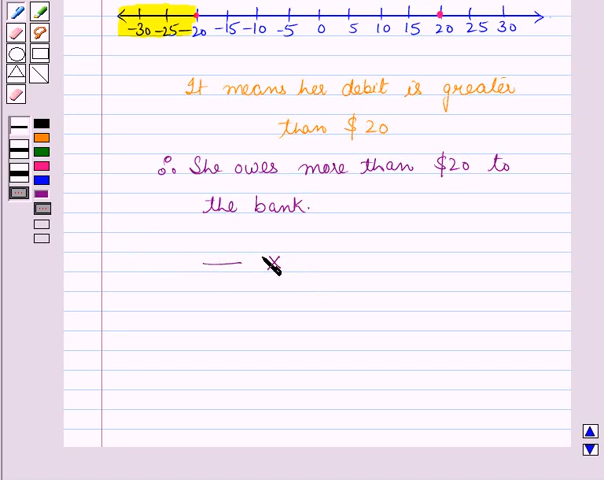 -30 -25 -20 -15 -10 -5 0 5 10 15 20 25 30
It means her debit is greater
than $20
∴ She owes more than $20 to
the bank.
— x